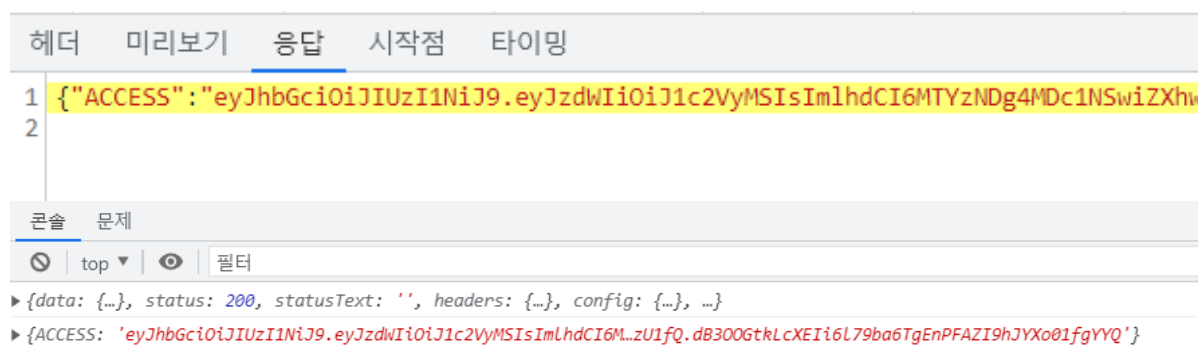 헤더 미리보기 응답 시작점 타이밍
1 {"ACCESS":"eyJhbGciOiJIUzI1NiJ9.eyJzdWIiOiJ1c2VyMSIsImlhdCI6MTYzNDg4MDc1NSwiZXhw
2
콘솔 문제
top ▼ 필터
▶ {data: {…}, status: 200, statusText: '', headers: {…}, config: {…}, …}
▶ {ACCESS: 'eyJhbGciOiJIUzI1NiJ9.eyJzdWIiOiJ1c2VyMSIsImlhdCI6M…zU1fQ.dB3OOGtkLcXEIi6l79ba6TgEnPFAZI9hJYXo01fgYYQ'}